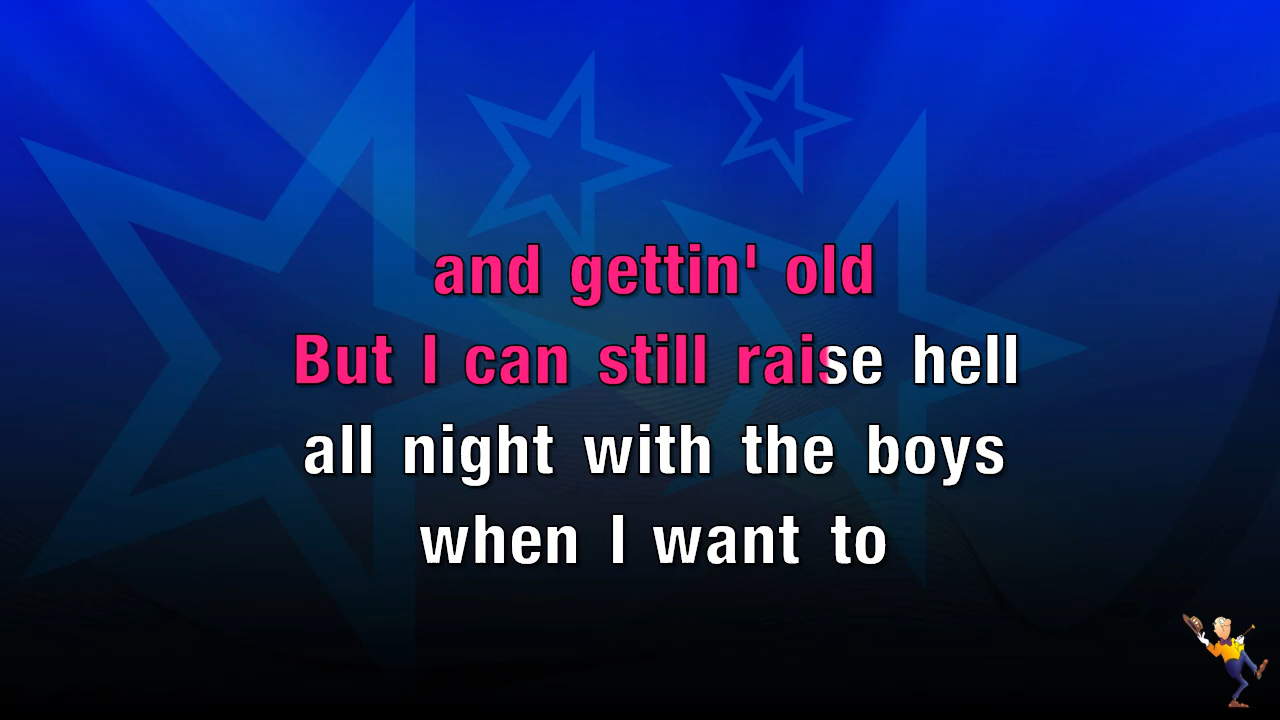 and gettin' old
But I can still raise hell
all night with the boys
when I want to